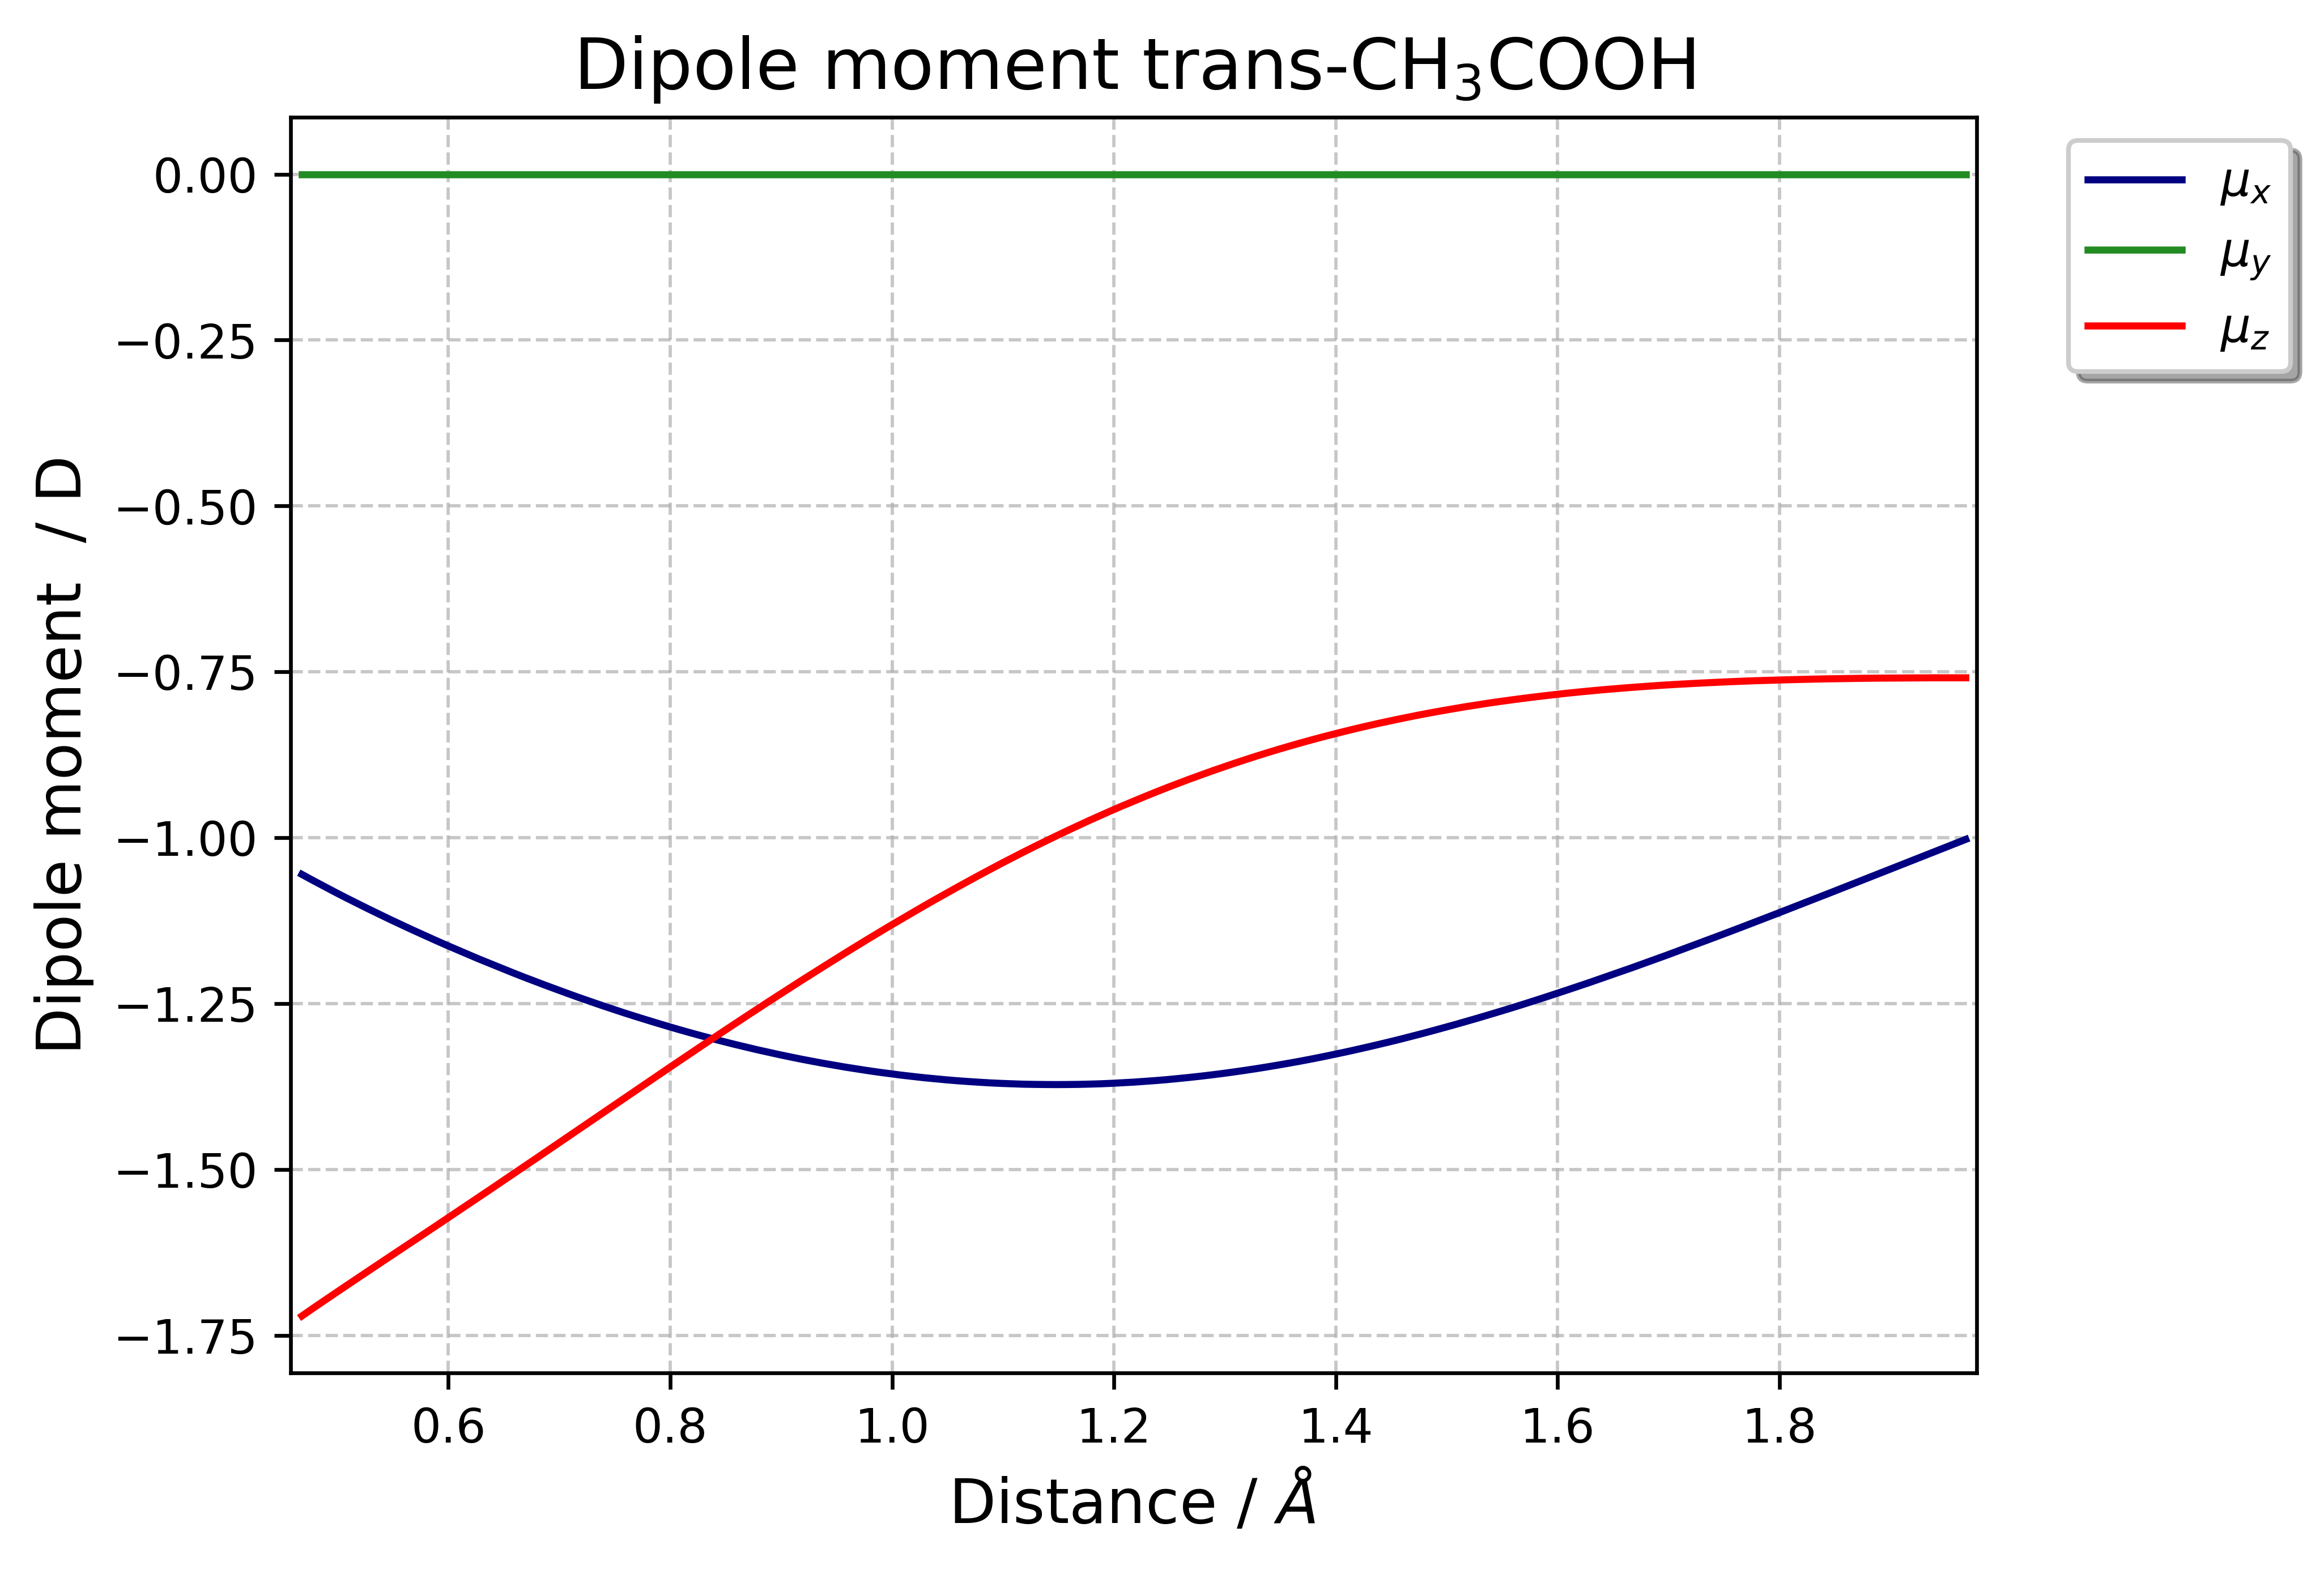 Dipole moment trans-CH₃COOH
Dipole moment / D
0.00
−0.25
−0.50
−0.75
−1.00
−1.25
−1.50
−1.75
0.6 0.8 1.0 1.2 1.4 1.6 1.8
Distance / Å
μₓ
μy
μz